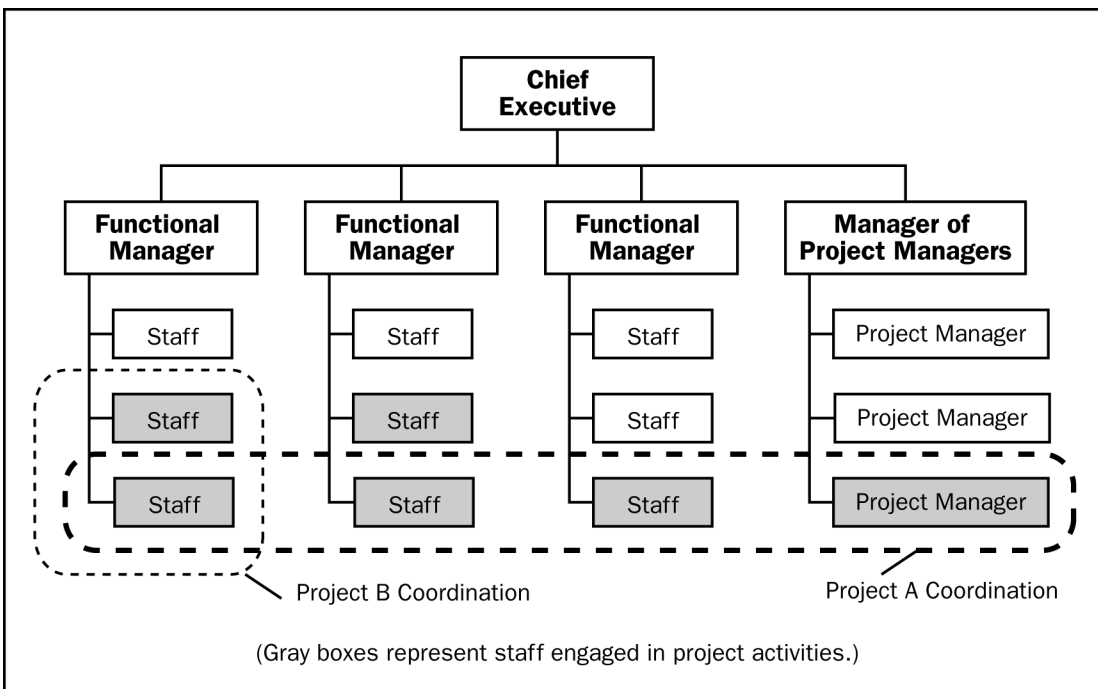 Chief
Executive
Functional
Manager
Functional
Manager
Functional
Manager
Manager of
Project Managers
Staff
Staff
Staff
Project Manager
Staff
Staff
Staff
Project Manager
Staff
Staff
Staff
Project Manager
Project B Coordination
Project A Coordination
(Gray boxes represent staff engaged in project activities.)